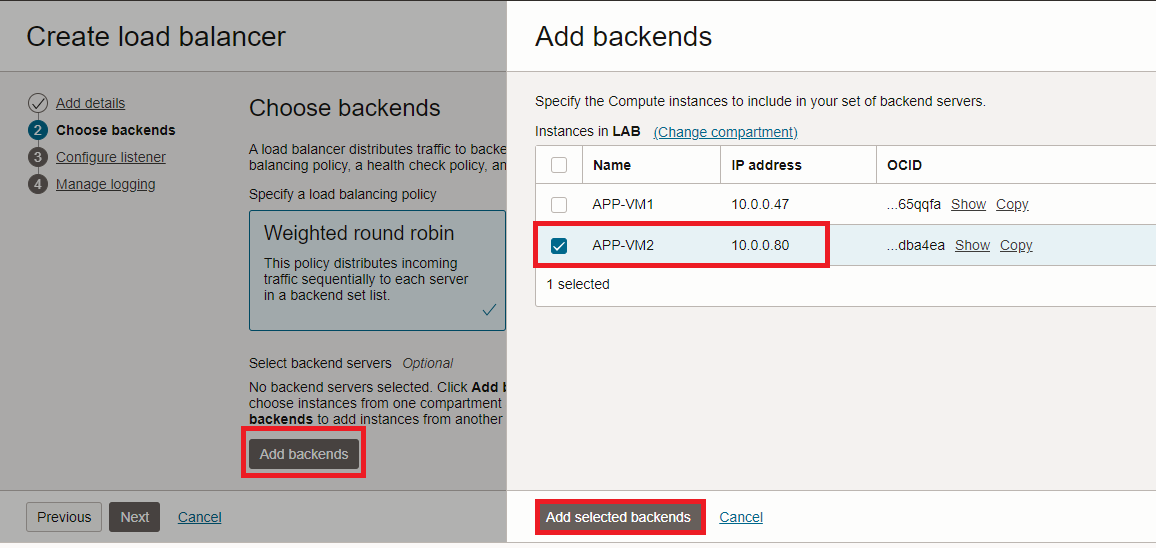 Create load balancer
Add details
2 Choose backends
3 Configure listener
4 Manage logging
Choose backends
A load balancer distributes traffic to backe
balancing policy, a health check policy, an
Specify a load balancing policy
Weighted round robin
This policy distributes incoming
traffic sequentially to each server
in a backend set list.
Select backend servers Optional
No backend servers selected. Click Add b
choose instances from one compartment
backends to add instances from another
Add backends
Previous Next Cancel
Add backends
Specify the Compute instances to include in your set of backend servers.
Instances in LAB (Change compartment)
Name IP address OCID
APP-VM1 10.0.0.47 ...65qqfa Show Copy
APP-VM2 10.0.0.80 ...dba4ea Show Copy
1 selected
Add selected backends Cancel